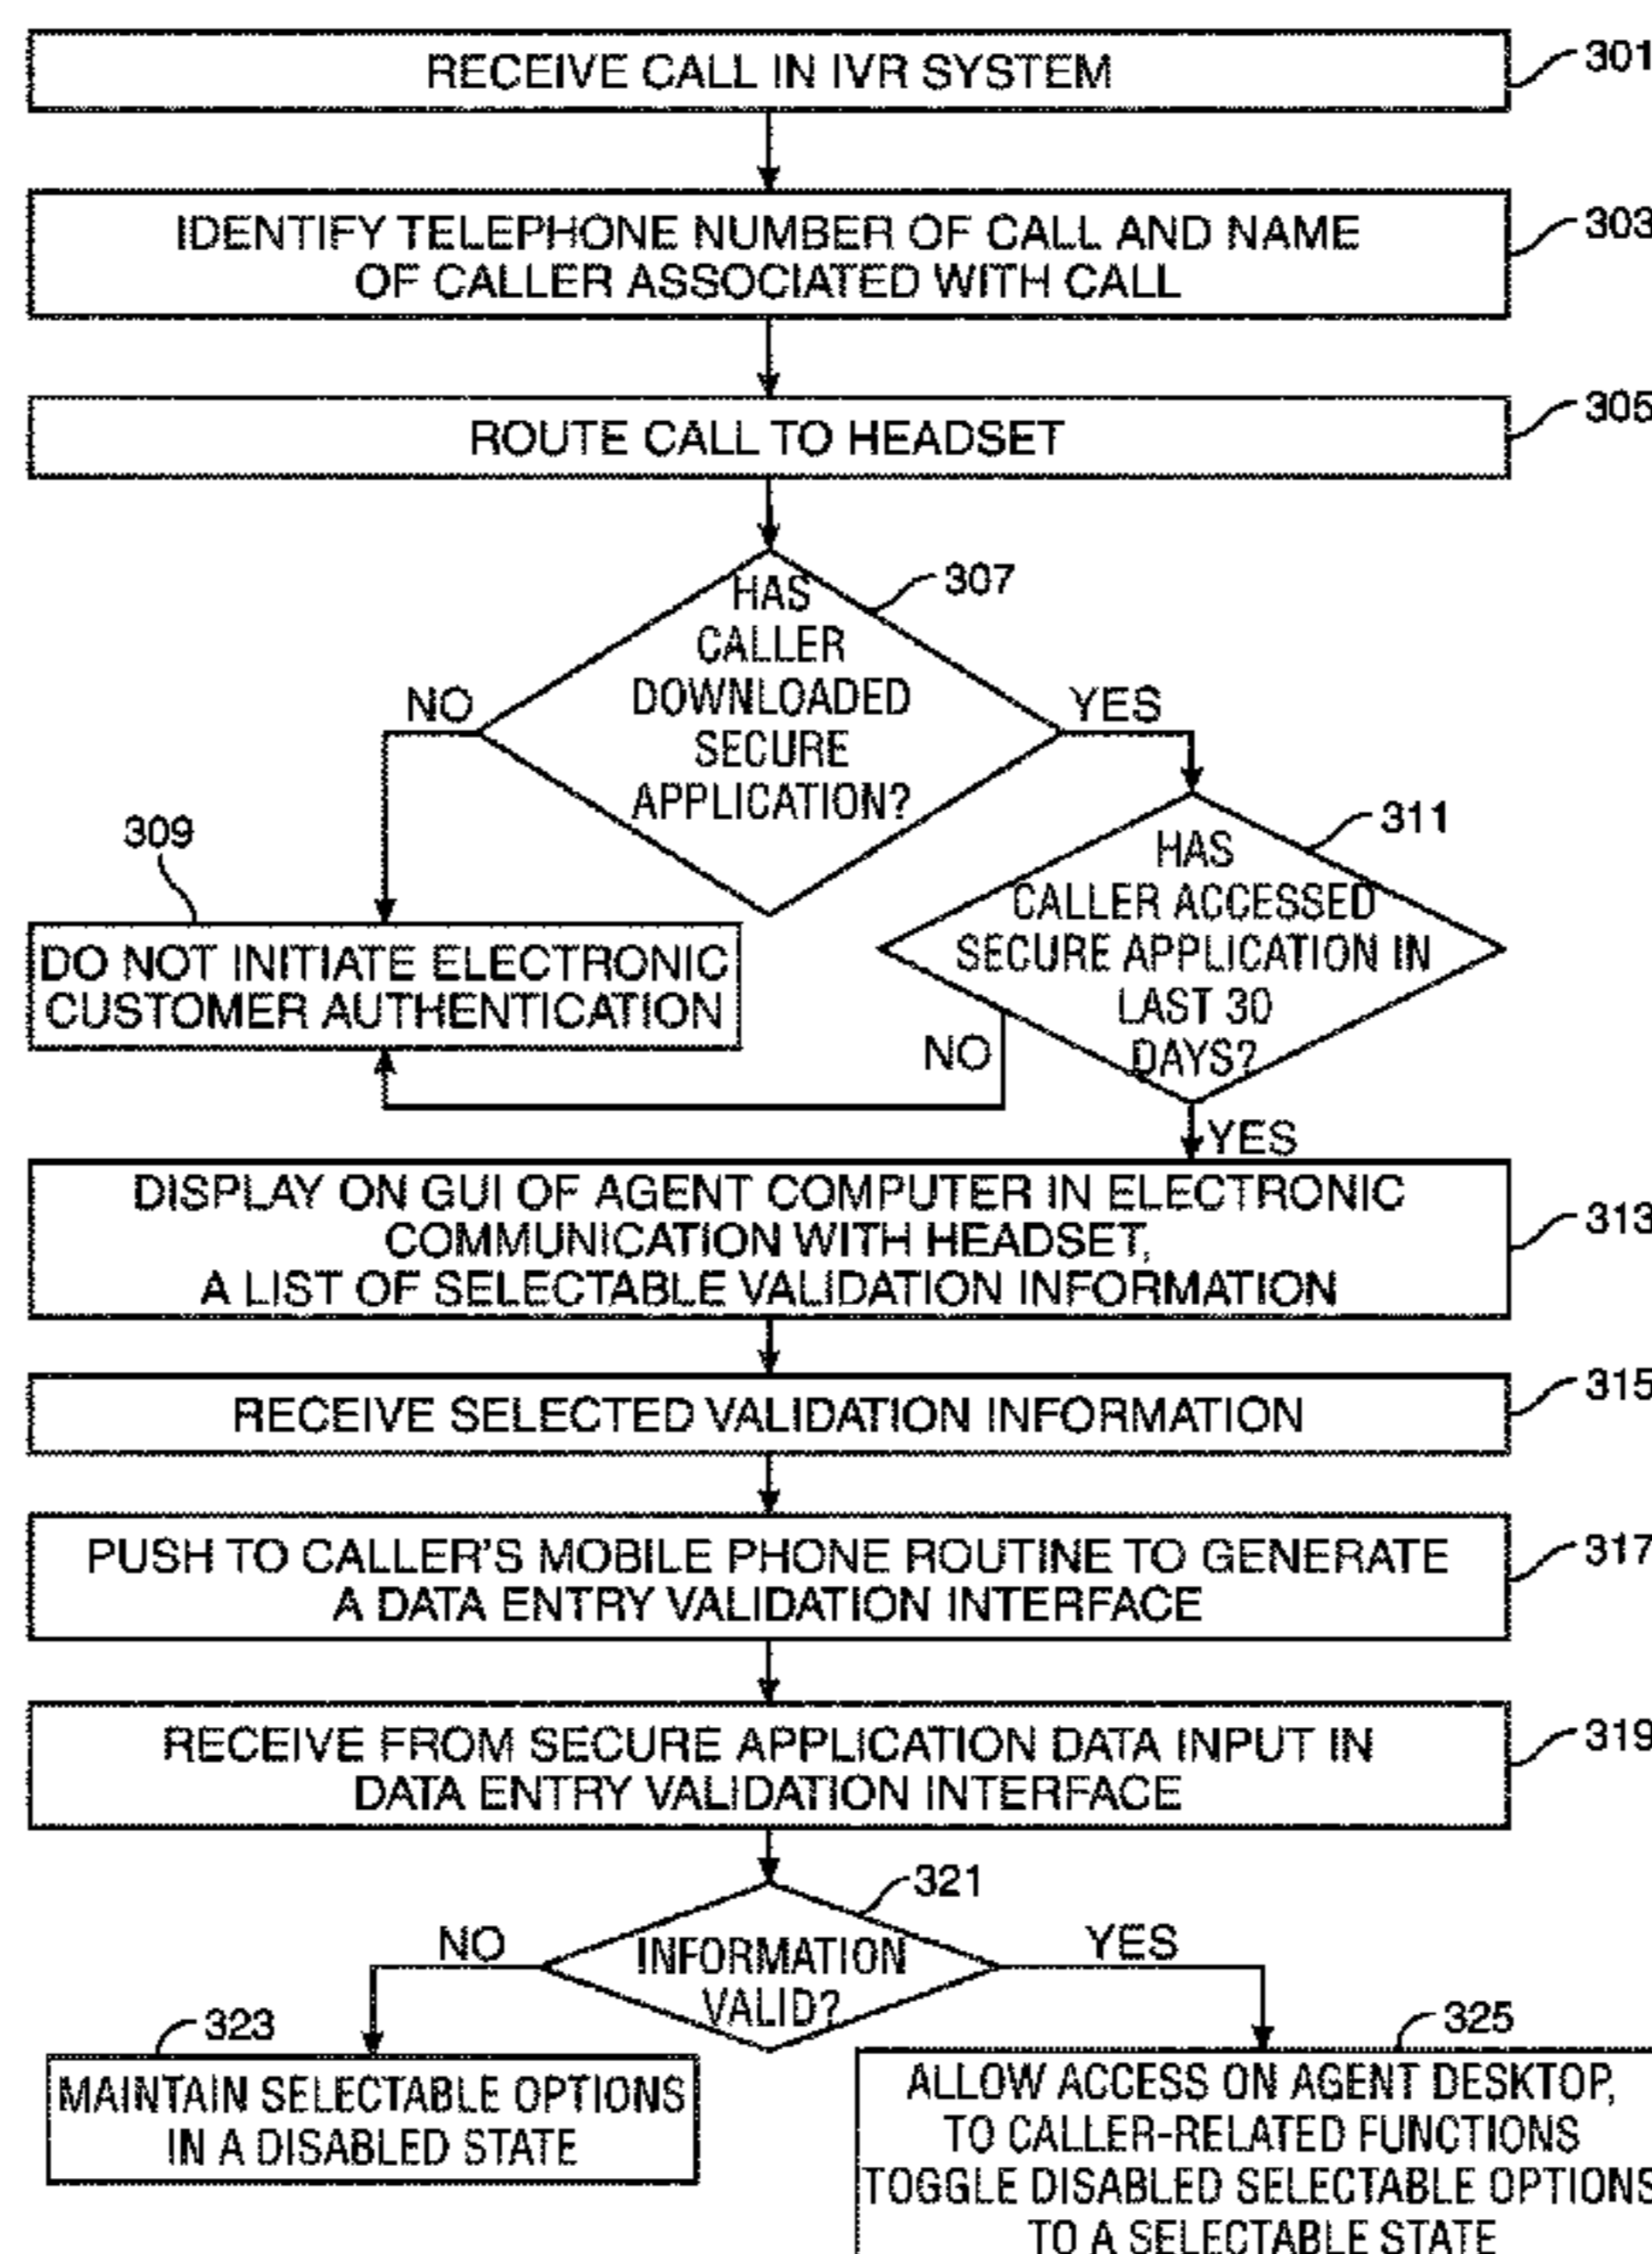 RECEIVE CALL IN IVR SYSTEM
301
IDENTIFY TELEPHONE NUMBER OF CALL AND NAME
OF CALLER ASSOCIATED WITH CALL
303
ROUTE CALL TO HEADSET
305
HAS
CALLER
DOWNLOADED
SECURE
APPLICATION?
307
NO
YES
309
DO NOT INITIATE ELECTRONIC
CUSTOMER AUTHENTICATION
311
HAS
CALLER ACCESSED
SECURE APPLICATION IN
LAST 30
DAYS?
NO
YES
DISPLAY ON GUI OF AGENT COMPUTER IN ELECTRONIC
COMMUNICATION WITH HEADSET,
A LIST OF SELECTABLE VALIDATION INFORMATION
313
RECEIVE SELECTED VALIDATION INFORMATION
315
PUSH TO CALLER'S MOBILE PHONE ROUTINE TO GENERATE
A DATA ENTRY VALIDATION INTERFACE
317
RECEIVE FROM SECURE APPLICATION DATA INPUT IN
DATA ENTRY VALIDATION INTERFACE
319
321
INFORMATION
VALID?
NO
YES
323
MAINTAIN SELECTABLE OPTIONS
IN A DISABLED STATE
325
ALLOW ACCESS ON AGENT DESKTOP,
TO CALLER-RELATED FUNCTIONS
TOGGLE DISABLED SELECTABLE OPTIONS
TO A SELECTABLE STATE